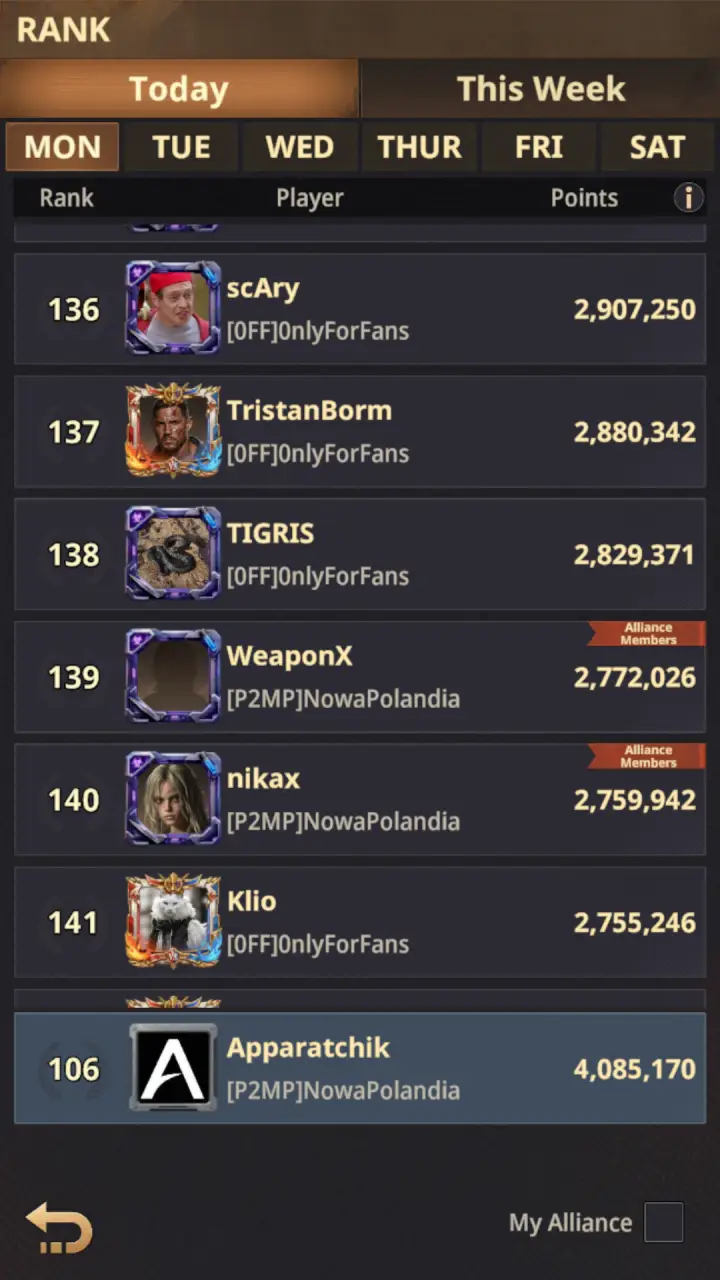 RANK
Today
This Week
MON
TUE
WED
THUR
FRI
SAT
Rank
Player
Points
136
scAry
[0FF]0nlyForFans
2,907,250
137
TristanBorm
[0FF]0nlyForFans
2,880,342
138
TIGRIS
[0FF]0nlyForFans
2,829,371
Alliance
Members
139
WeaponX
[P2MP]NowaPolandia
2,772,026
Alliance
Members
140
nikax
[P2MP]NowaPolandia
2,759,942
141
Klio
[0FF]0nlyForFans
2,755,246
106
Apparatchik
[P2MP]NowaPolandia
4,085,170
My Alliance